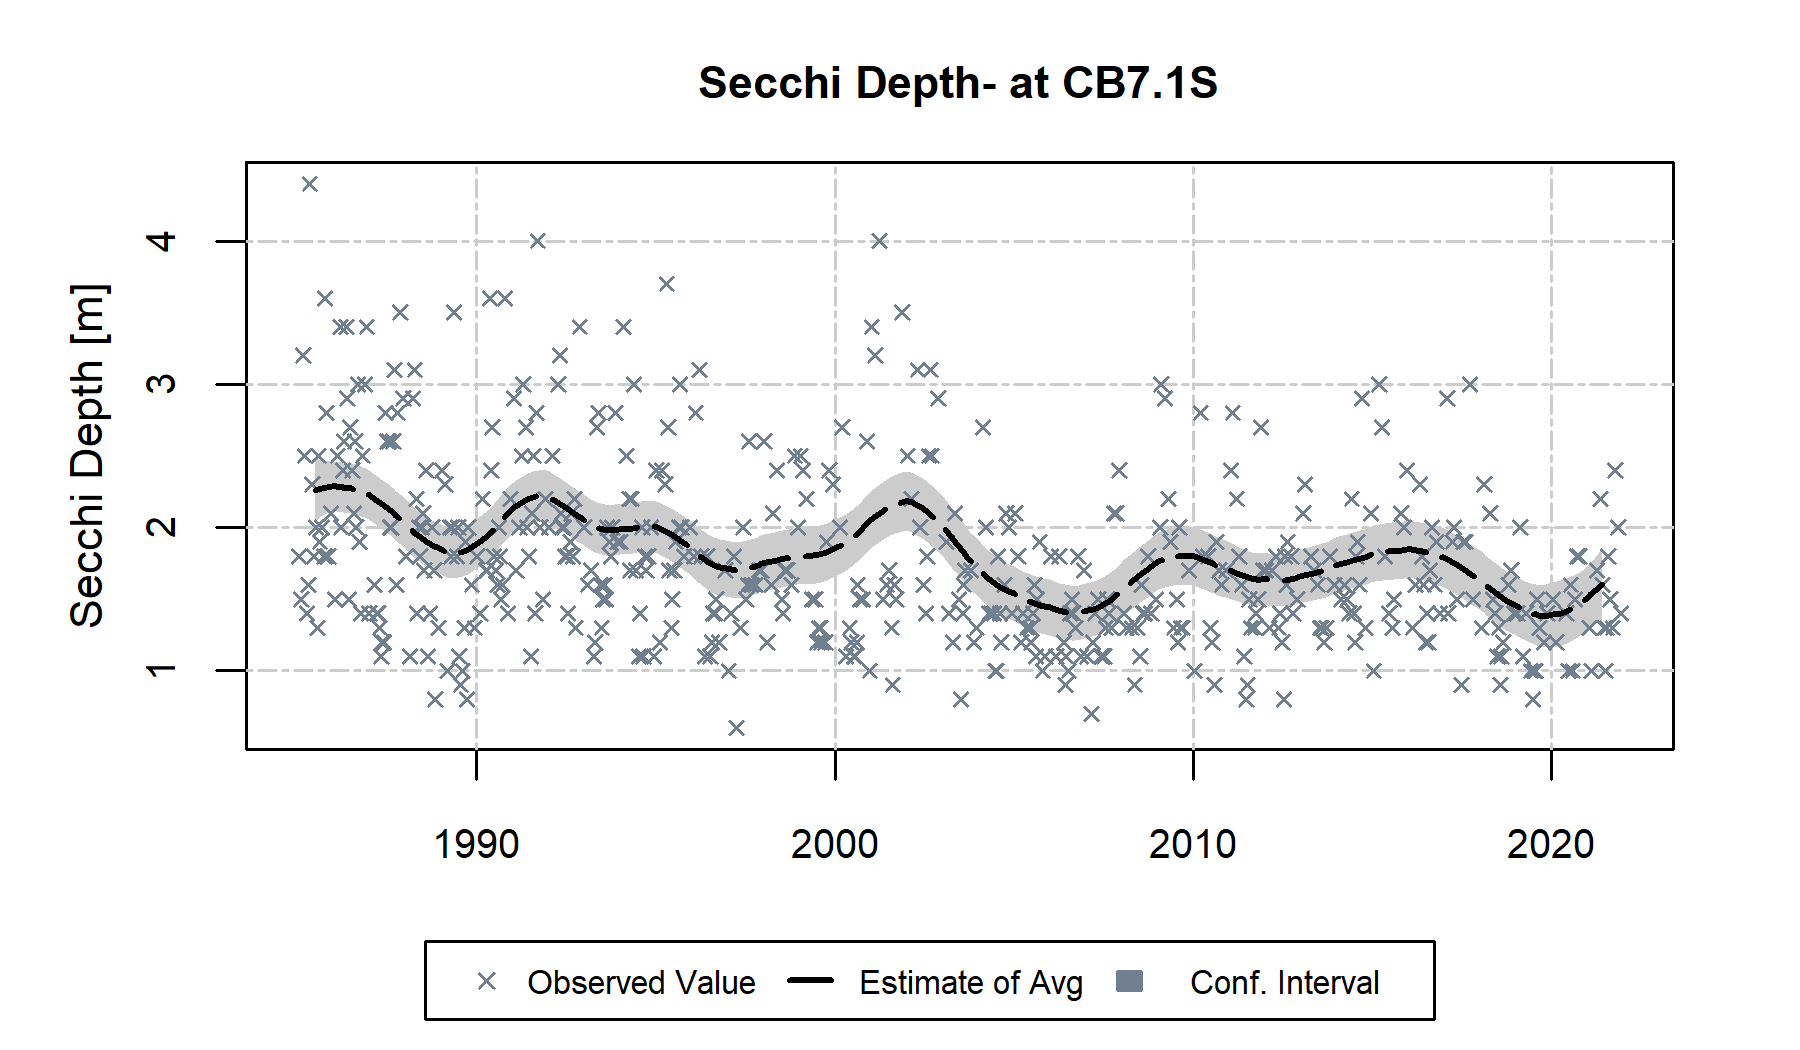 Secchi Depth- at CB7.1S
Secchi Depth [m]
4
3
2
1
1990
2000
2010
2020
Observed Value
Estimate of Avg
Conf. Interval